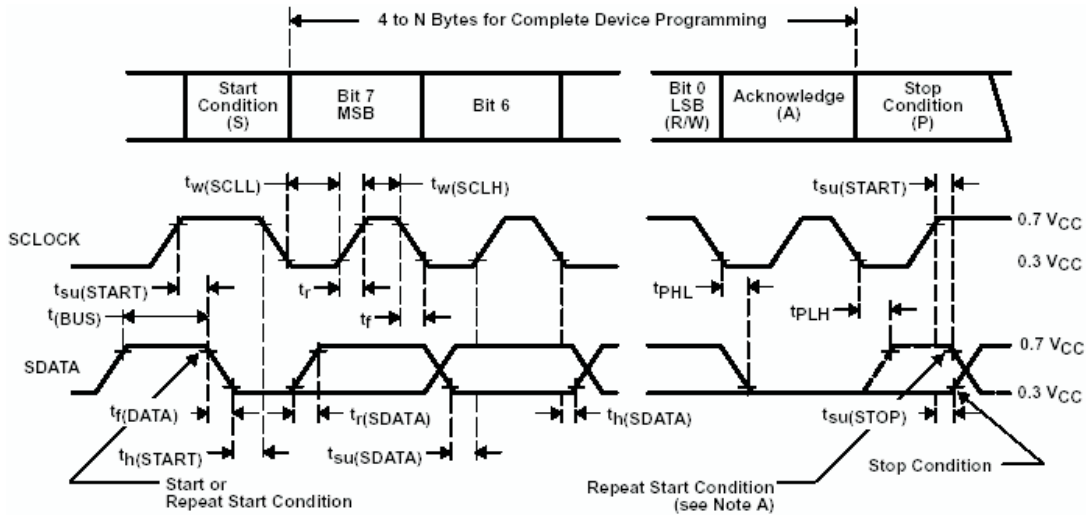 4 to N Bytes for Complete Device Programming
Start
Condition
(S)
Bit 7
MSB
Bit 6
Bit 0
LSB
(R/W)
Acknowledge
(A)
Stop
Condition
(P)
tw(SCLL)
tw(SCLH)
tsu(START)
SCLOCK
0.7 VCC
0.3 VCC
tsu(START)
tr
tPHL
t(BUS)
tf
tPLH
SDATA
0.7 VCC
0.3 VCC
tf(DATA)
tr(SDATA)
th(SDATA)
tsu(STOP)
th(START)
tsu(SDATA)
Stop Condition
Start or
Repeat Start Condition
Repeat Start Condition
(see Note A)